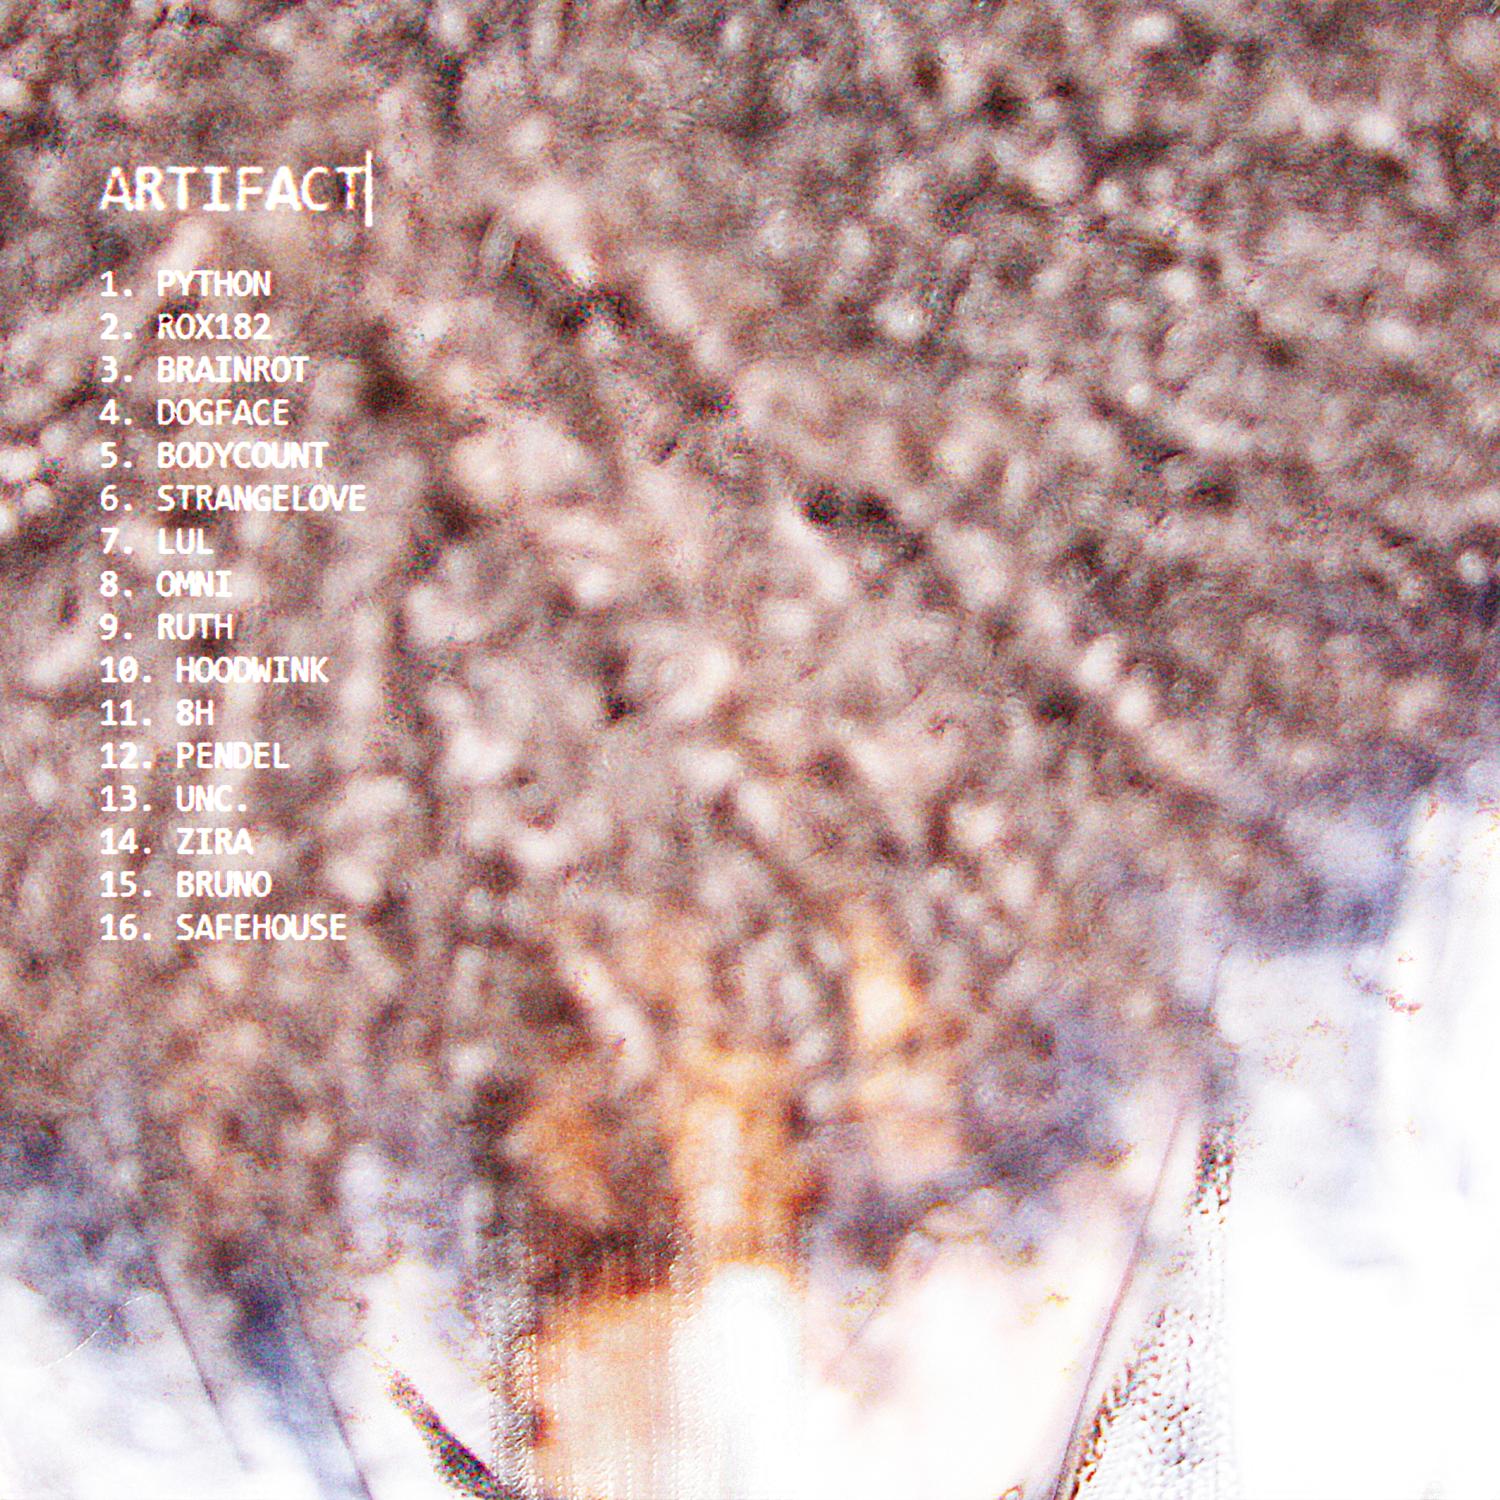 ARTIFACT
1. PYTHON
2. ROX182
3. BRAINROT
4. DOGFACE
5. BODYCOUNT
6. STRANGELOVE
7. LUL
8. OMNI
9. RUTH
10. HOODWINK
11. 8H
12. PENDEL
13. UNC.
14. ZIRA
15. BRUNO
16. SAFEHOUSE